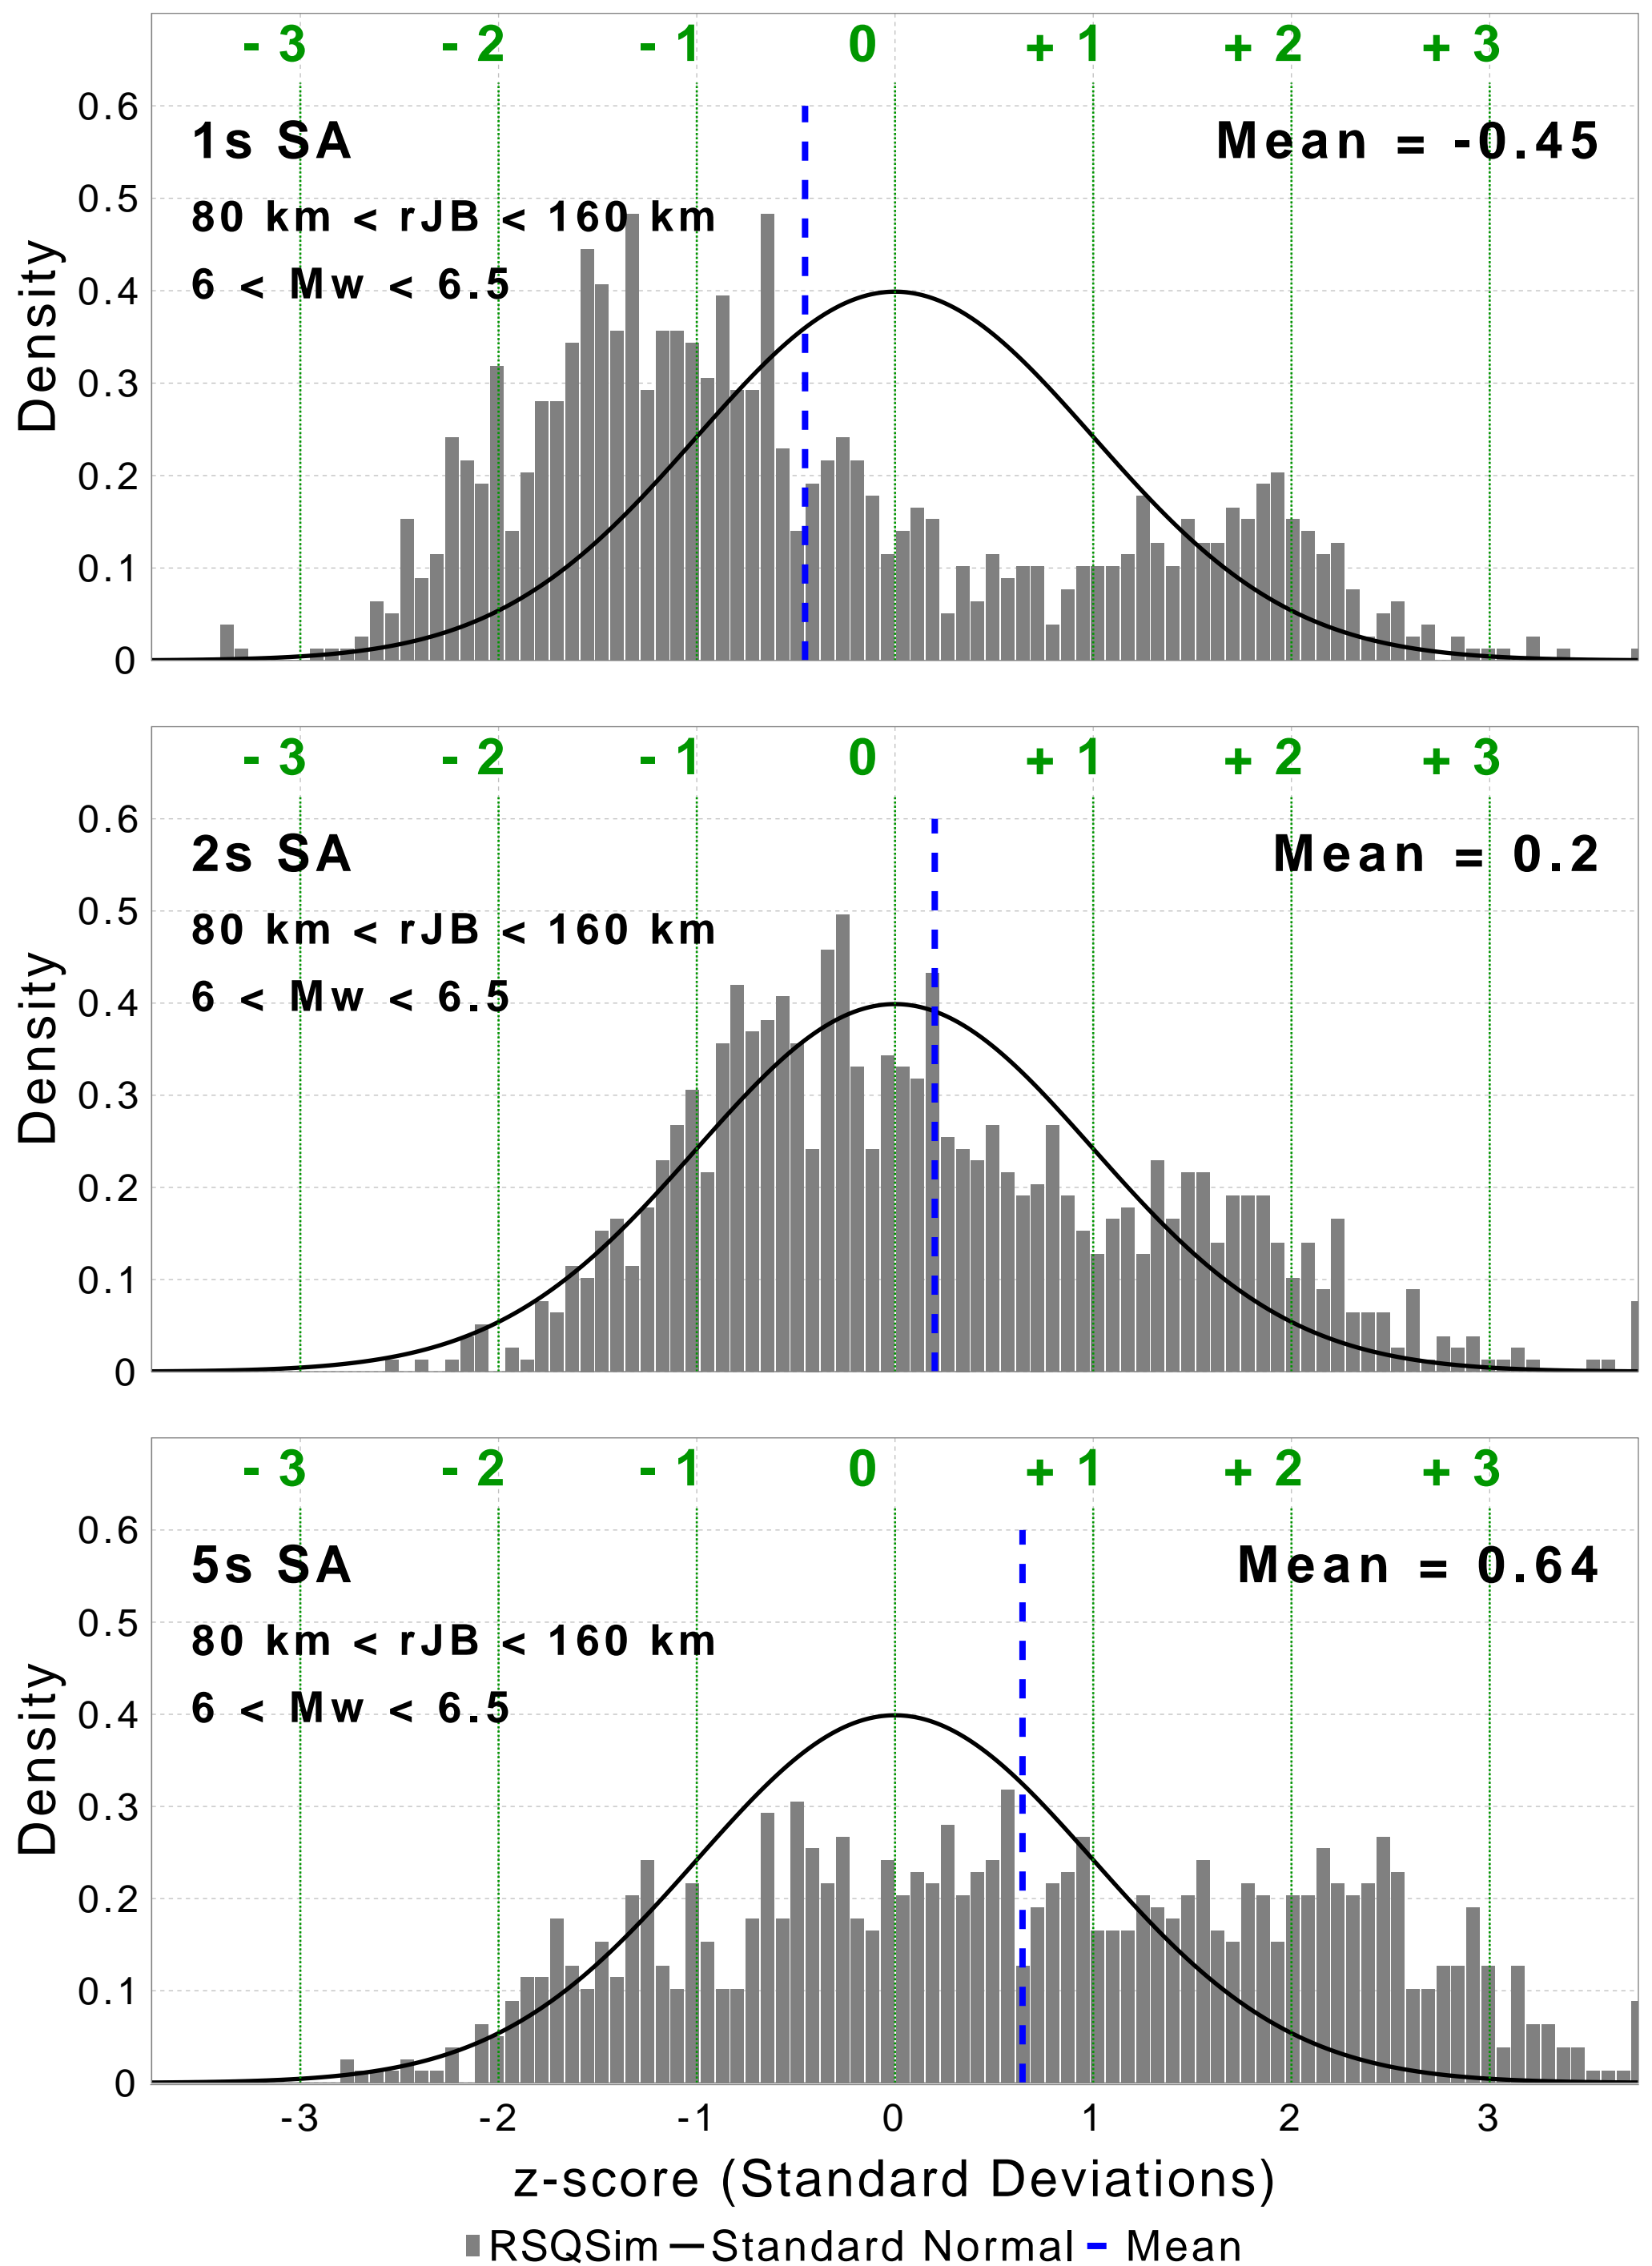 - 3 - 2 - 1 0 + 1 + 2 + 3
0.6
1s SA Mean = -0.45
0.5
80 km < rJB < 160 km
6 < Mw < 6.5
0.4
Density
0.3
0.2
0.1
0
- 3 - 2 - 1 0 + 1 + 2 + 3
0.6
2s SA Mean = 0.2
0.5
80 km < rJB < 160 km
6 < Mw < 6.5
0.4
Density
0.3
0.2
0.1
0
- 3 - 2 - 1 0 + 1 + 2 + 3
0.6
5s SA Mean = 0.64
0.5
80 km < rJB < 160 km
6 < Mw < 6.5
0.4
Density
0.3
0.2
0.1
0
-3 -2 -1 0 1 2 3
z-score (Standard Deviations)
RSQSim Standard Normal Mean